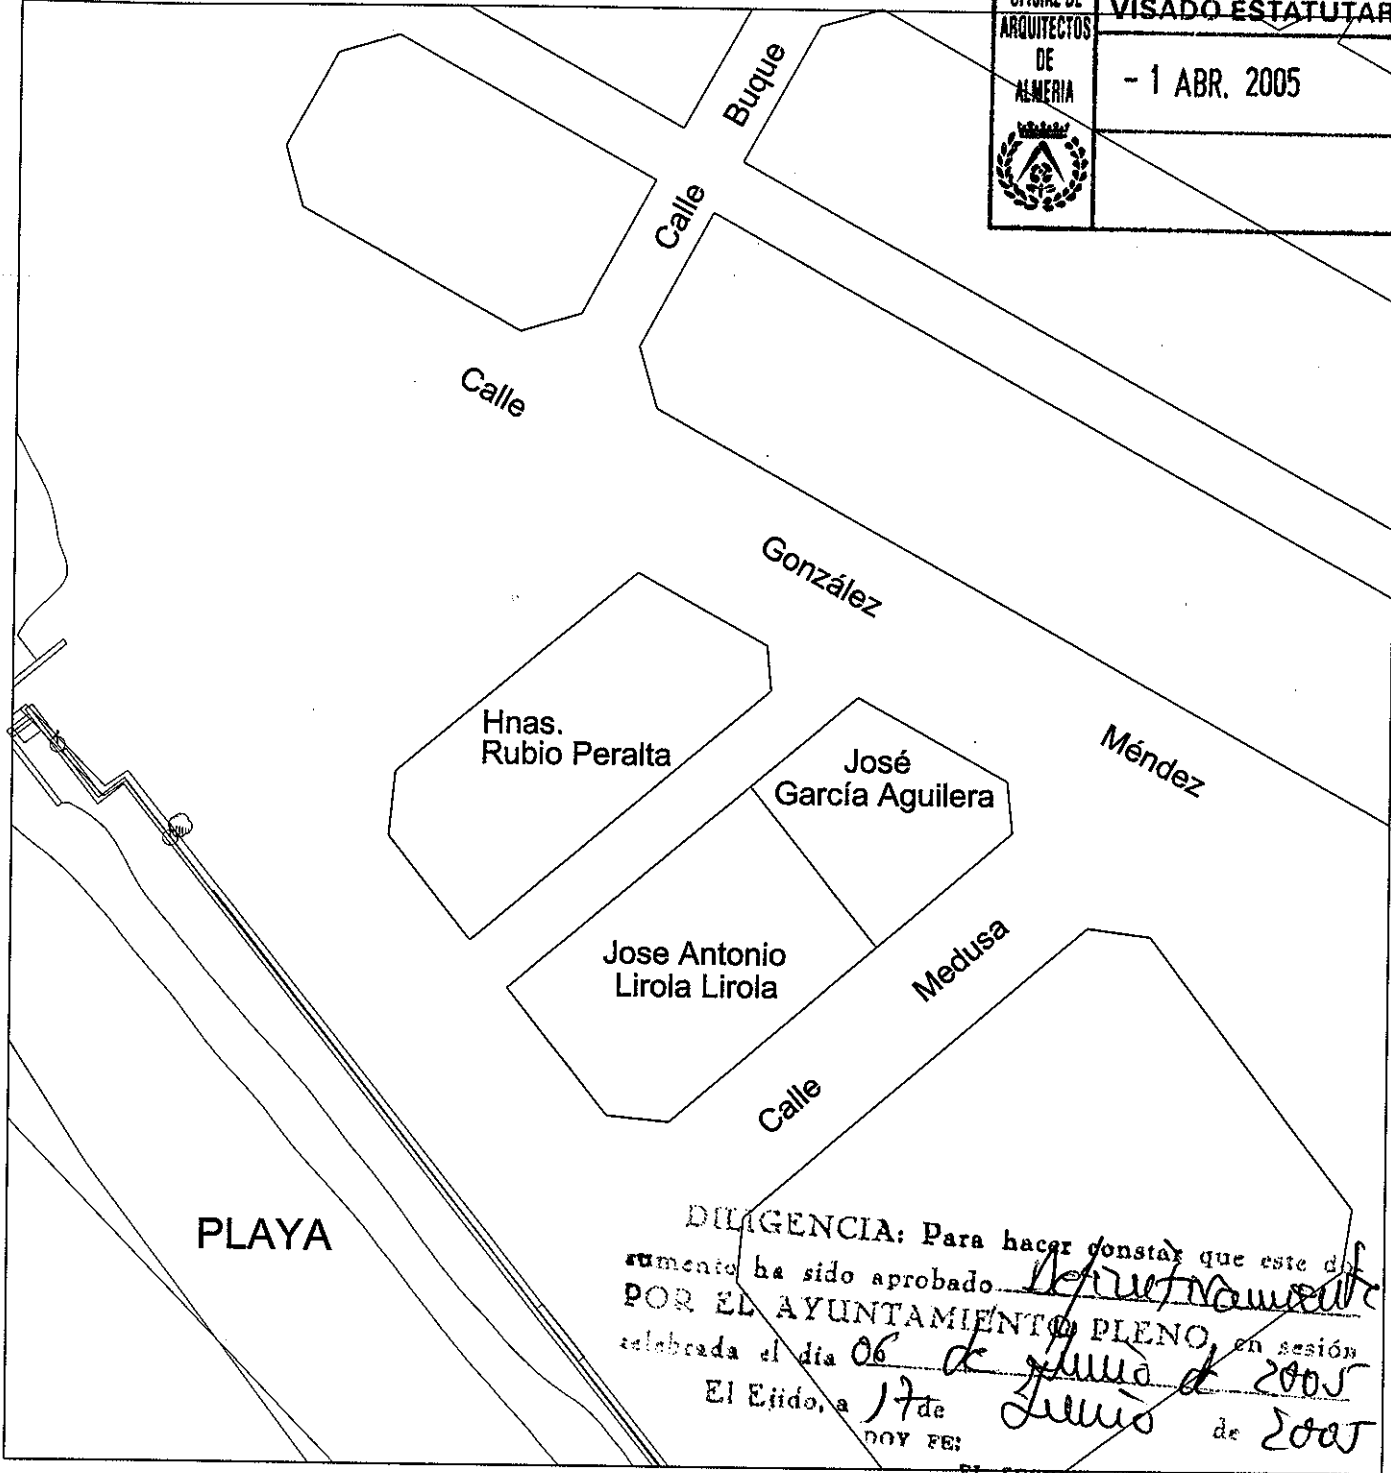 VISADO ESTATUTAR
ARQUITECTOS
DE
ALMERIA
- 1 ABR. 2005
Calle Buque
Calle González Méndez
Hnas.
Rubio Peralta
José
García Aguilera
Jose Antonio
Lirola Lirola
Calle Medusa
PLAYA
DILIGENCIA: Para hacer constar que este
ha sido aprobado Definitivamente
POR EL AYUNTAMIENTO PLENO, en sesión
celebrada el día 06 de Junio de 2005
El Ejido, a 17 de Junio de 2005
DOY FE: